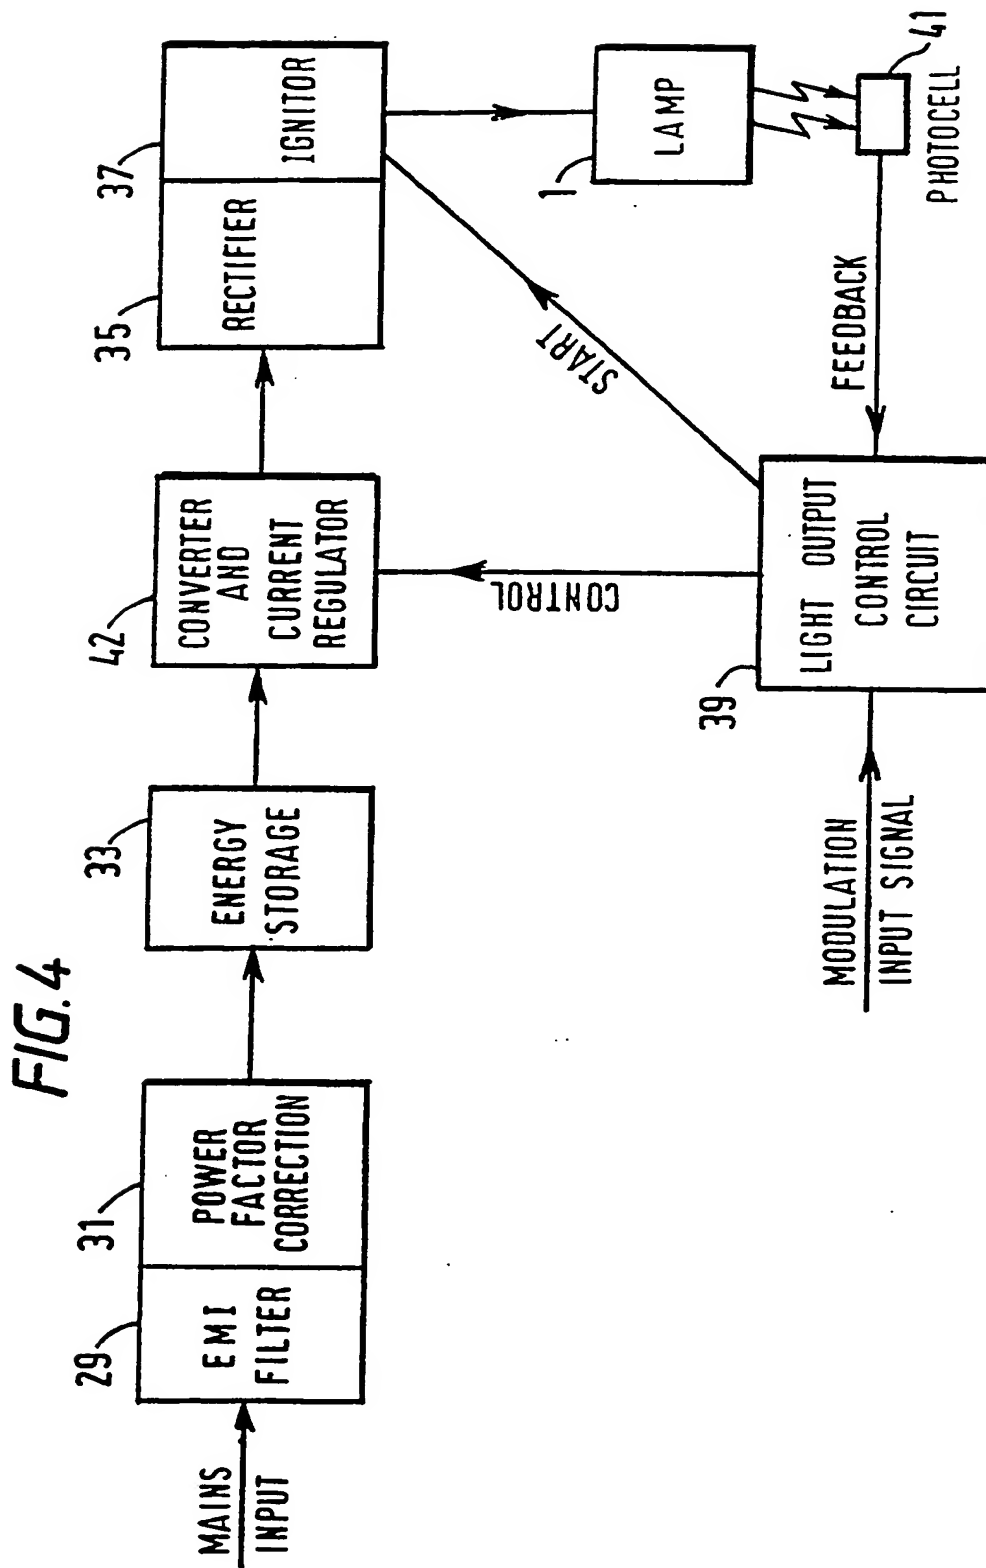 FIG.4
MAINS
INPUT
29
EMI
FILTER
31
POWER
FACTOR
CORRECTION
33
ENERGY
STORAGE
42
CONVERTER
AND
CURRENT
REGULATOR
35
RECTIFIER
37
IGNITOR
CONTROL
START
1
LAMP
MODULATION
INPUT SIGNAL
39
LIGHT OUTPUT
CONTROL
CIRCUIT
FEEDBACK
PHOTOCELL
41